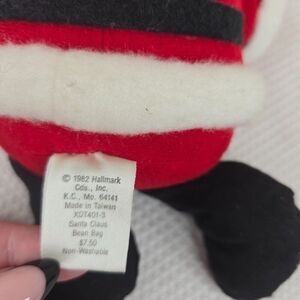 © 1982 Hallmark
Cds., Inc.
K.C., Mo. 64141
Made in Taiwan
XDT401-3
Santa Claus
Bean Bag
$7.50
Non-Washable